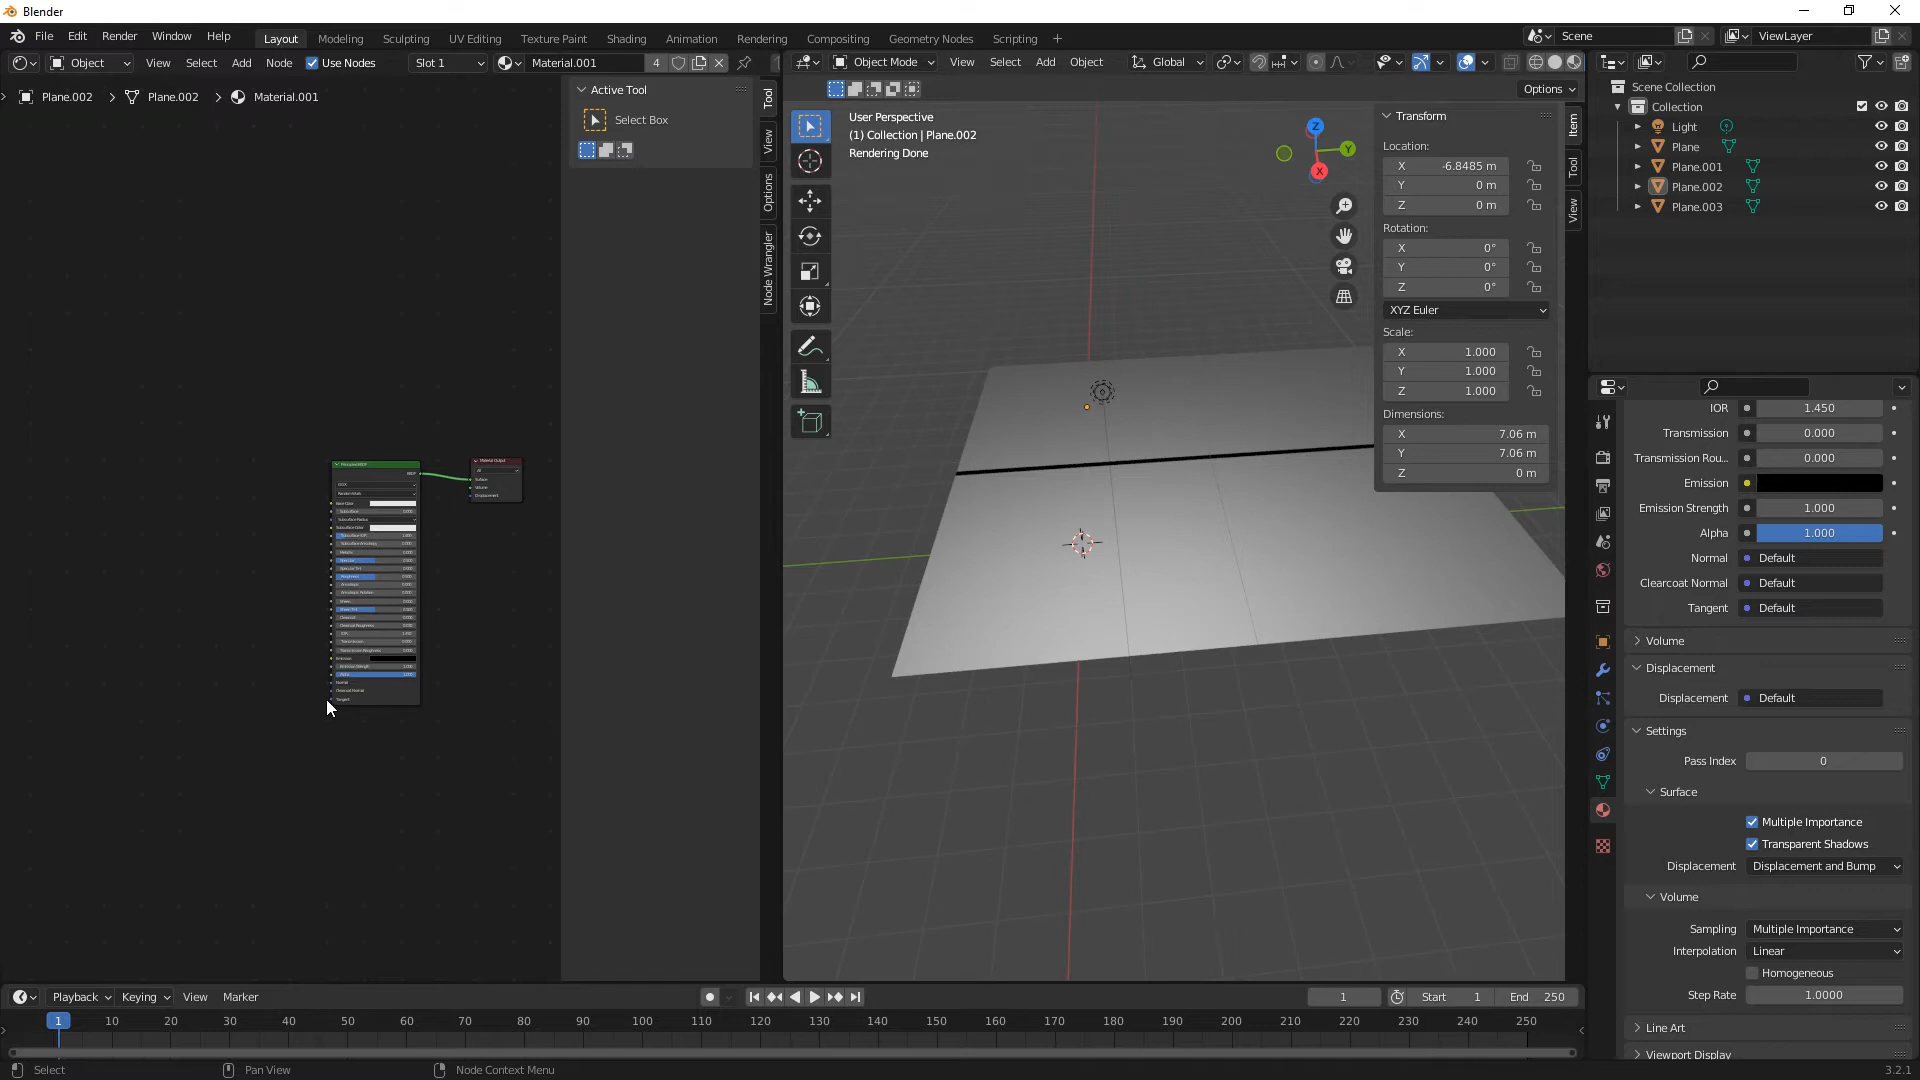 Blender
File Edit Render Window Help
Layout Modeling Sculpting UV Editing Texture Paint Shading Animation Rendering Compositing Geometry Nodes Scripting
Scene
ViewLayer
Object View Select Add Node Use Nodes Slot 1 Material.001 4
Object Mode View Select Add Object Global
Plane.002 > Plane.002 > Material.001
Active Tool
Select Box
Tool
View
Options
Node Wrangler
Options
User Perspective
(1) Collection | Plane.002
Rendering Done
Z
Y
X
Transform
Location:
X -6.8485 m
Y 0 m
Z 0 m
Rotation:
X 0°
Y 0°
Z 0°
XYZ Euler
Scale:
X 1.000
Y 1.000
Z 1.000
Dimensions:
X 7.06 m
Y 7.06 m
Z 0 m
Item
Tool
View
Scene Collection
Collection
Light
Plane
Plane.001
Plane.002
Plane.003
IOR 1.450
Transmission 0.000
Transmission Rou... 0.000
Emission
Emission Strength 1.000
Alpha 1.000
Normal Default
Clearcoat Normal Default
Tangent Default
Volume
Displacement
Displacement Default
Settings
Pass Index 0
Surface
Multiple Importance
Transparent Shadows
Displacement Displacement and Bump
Volume
Sampling Multiple Importance
Interpolation Linear
Homogeneous
Step Rate 1.0000
Line Art
Viewport Display
Playback Keying View Marker
1 Start 1 End 250
1 10 20 30 40 50 60 70 80 90 100 110 120 130 140 150 160 170 180 190 200 210 220 230 240 250
Select Pan View Node Context Menu
3.2.1